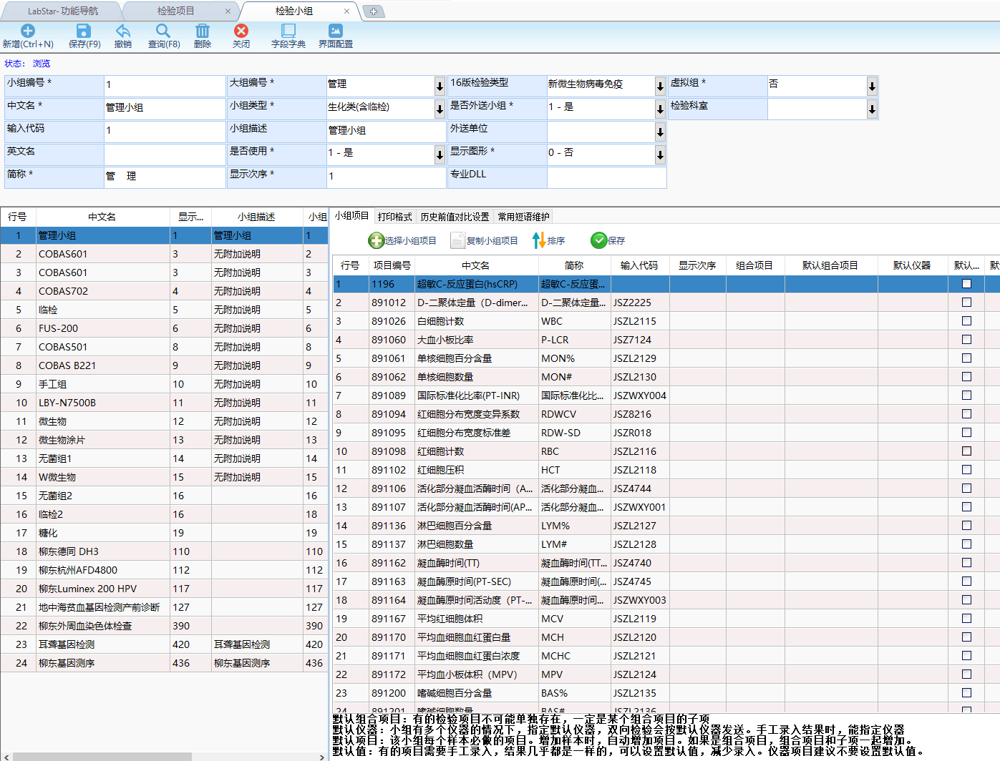 LabStar- 功能导航 检验项目 × 检验小组 ×
新增(Ctrl+N) 保存(F9) 撤销 查询(F8) 删除 关闭 字段字典 界面配置
状态： 浏览
小组编号 * 1 大组编号 * 管理 16版检验类型 新微生物病毒免疫 虚拟组 * 否
中文名 * 管理小组 小组类型 * 生化类(含临检) 是否外送小组 * 1 - 是 检验科室
输入代码 1 小组描述 管理小组 外送单位
英文名 是否使用 * 1 - 是 显示图形 * 0 - 否
简称 * 管 理 显示次序 * 1 专业DLL
行号 中文名 显示... 小组描述 小组
1 管理小组 1 管理小组 1
2 COBAS601 3 无附加说明 2
3 COBAS601 3 无附加说明 3
4 COBAS702 4 无附加说明 4
5 临检 5 无附加说明 5
6 FUS-200 6 无附加说明 6
7 COBAS501 8 无附加说明 8
8 COBAS B221 9 无附加说明 9
9 手工组 10 无附加说明 10
10 LBY-N7500B 11 无附加说明 11
11 微生物 12 无附加说明 12
12 微生物涂片 13 无附加说明 13
13 无菌组1 14 无附加说明 14
14 W微生物 15 无附加说明 15
15 无菌组2 16 16
16 临检2 16 18
17 糖化 19 19
18 柳东德同 DH3 110 110
19 柳东杭州AFD4800 112 112
20 柳东Luminex 200 HPV 117 117
21 地中海贫血基因检测产前诊断 127 127
22 柳东外周血染色体检查 390 390
23 耳聋基因检测 420 耳聋基因检测 420
24 柳东基因测序 436 柳东基因测序 436
小组项目 打印格式 历史前值对比设置 常用短语维护
选择小组项目 复制小组项目 排序 保存
行号 项目编号 中文名 简称 输入代码 显示次序 组合项目 默认组合项目 默认仪器 默认... 默
1 1196 超敏C-反应蛋白(hsCRP) 超敏C-反应蛋...
2 891012 D-二聚体定量（D-dimer... D-二聚体定量... JSZ2225
3 891026 白细胞计数 WBC JSZL2115
4 891060 大血小板比率 P-LCR JSZ7124
5 891061 单核细胞百分含量 MON% JSZL2129
6 891062 单核细胞数量 MON# JSZL2130
7 891089 国际标准化比率(PT-INR) 国际标准化比... JSZWXY004
8 891094 红细胞分布宽度变异系数 RDWCV JSZ8216
9 891095 红细胞分布宽度标准差 RDW-SD JSZR018
10 891098 红细胞计数 RBC JSZL2116
11 891102 红细胞压积 HCT JSZL2118
12 891106 活化部分凝血活酶时间（A... 活化部分凝血... JSZ4744
13 891107 活化部分凝血活酶时间(AP... 活化部分凝血... JSZWXY001
14 891136 淋巴细胞百分含量 LYM% JSZL2127
15 891137 淋巴细胞数量 LYM# JSZL2128
16 891162 凝血酶时间(TT) 凝血酶时间(TT... JSZ4740
17 891163 凝血酶原时间(PT-SEC) 凝血酶原时间(... JSZ4745
18 891164 凝血酶原时间活动度（PT-... 凝血酶原时间... JSZWXY003
19 891167 平均红细胞体积 MCV JSZL2119
20 891170 平均血细胞血红蛋白量 MCH JSZL2120
21 891171 平均血细胞血红蛋白浓度 MCHC JSZL2121
22 891172 平均血小板体积（MPV） MPV JSZL2124
23 891200 嗜碱细胞百分含量 BAS% JSZL2135
24 891201 嗜碱细胞数量 BAS# JSZL2136
默认组合项目：有的检验项目不可能单独存在，一定是某个组合项目的子项
默认仪器：小组有多个仪器的情况下，指定默认仪器，双向检验会按默认仪器发送。手工录入结果时，能指定仪器
默认项目：该小组每个样本必做的项目。增加样本时，自动增加项目。如果是组合项目，组合项目和子项一起增加。
默认值：有的项目需要手工录入，结果几乎都是一样的，可以设置默认值，减少录入。仪器项目建议不要设置默认值。